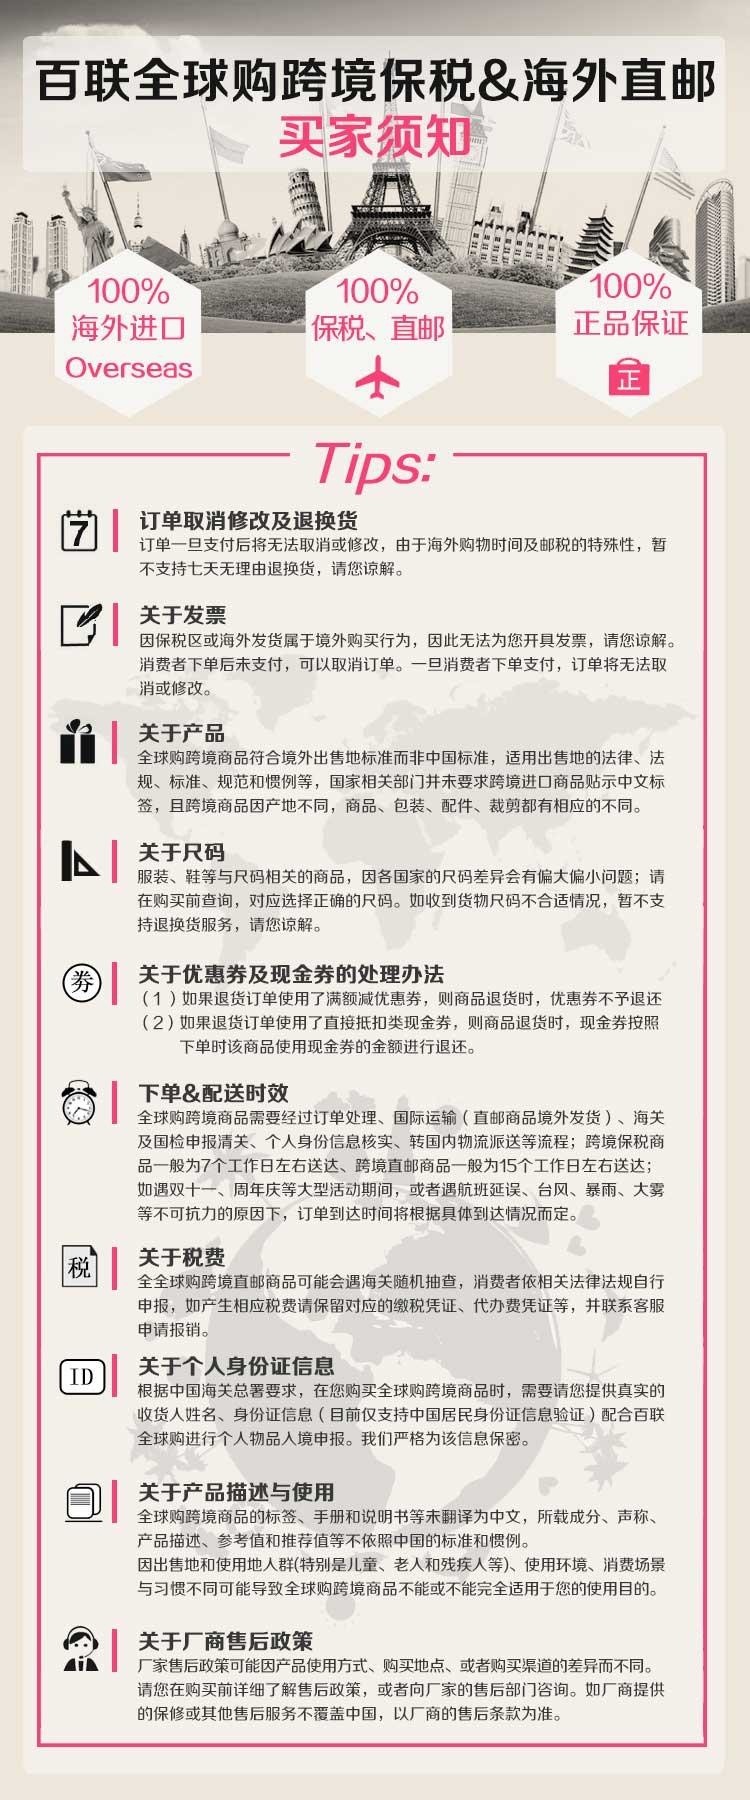 百联全球购跨境保税&海外直邮
买家须知
100%
海外进口
Overseas
100%
保税、直邮
100%
正品保证
正
Tips:
7
订单取消修改及退换货
订单一旦支付后将无法取消或修改，由于海外购物时间及邮税的特殊性，暂
不支持七天无理由退换货，请您谅解。
关于发票
因保税区或海外发货属于境外购买行为，因此无法为您开具发票，请您谅解。
消费者下单后未支付，可以取消订单。一旦消费者下单支付，订单将无法取
消或修改。
关于产品
全球购跨境商品符合境外出售地标准而非中国标准，适用出售地的法律、法
规、标准、规范和惯例等，国家相关部门并未要求跨境进口商品贴示中文标
签，且跨境商品因产地不同，商品、包装、配件、裁剪都有相应的不同。
关于尺码
服装、鞋等与尺码相关的商品，因各国家的尺码差异会有偏大偏小问题；请
在购买前查询，对应选择正确的尺码。如收到货物尺码不合适情况，暂不支
持退换货服务，请您谅解。
券
关于优惠券及现金券的处理办法
（1）如果退货订单使用了满额减优惠券，则商品退货时，优惠券不予退还
（2）如果退货订单使用了直接抵扣类现金券，则商品退货时，现金券按照
下单时该商品使用现金券的金额进行退还。
下单&配送时效
全球购跨境商品需要经过订单处理、国际运输（直邮商品境外发货）、海关
及国检申报清关、个人身份信息核实、转国内物流派送等流程；跨境保税商
品一般为7个工作日左右送达、跨境直邮商品一般为15个工作日左右送达；
如遇双十一、周年庆等大型活动期间，或者遇航班延误、台风、暴雨、大雾
等不可抗力的原因下，订单到达时间将根据具体到达情况而定。
税
关于税费
全全球购跨境直邮商品可能会遇海关随机抽查，消费者依相关法律法规自行
申报，如产生相应税费请保留对应的缴税凭证、代办费凭证等，并联系客服
申请报销。
ID
关于个人身份证信息
根据中国海关总署要求，在您购买全球购跨境商品时，需要请您提供真实的
收货人姓名、身份证信息（目前仅支持中国居民身份证信息验证）配合百联
全球购进行个人物品入境申报。我们严格为该信息保密。
关于产品描述与使用
全球购跨境商品的标签、手册和说明书等未翻译为中文，所载成分、声称、
产品描述、参考值和推荐值等不依照中国的标准和惯例。
因出售地和使用地人群(特别是儿童、老人和残疾人等)、使用环境、消费场景
与习惯不同可能导致全球购跨境商品不能或不能完全适用于您的使用目的。
关于厂商售后政策
厂家售后政策可能因产品使用方式、购买地点、或者购买渠道的差异而不同。
请您在购买前详细了解售后政策，或者向厂家的售后部门咨询。如厂商提供
的保修或其他售后服务不覆盖中国，以厂商的售后条款为准。